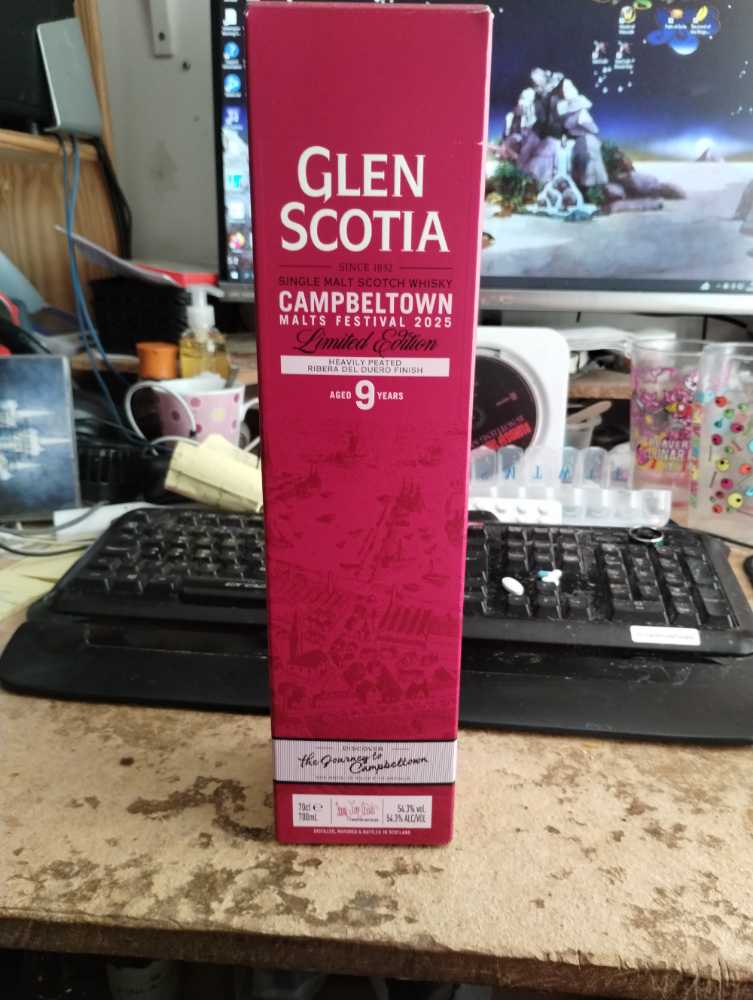 GLEN
SCOTIA
SINCE 1832
SINGLE MALT SCOTCH WHISKY
CAMPBELTOWN
MALTS FESTIVAL 2025
Limited Edition
HEAVILY PEATED
RIBERA DEL DUERO FINISH
AGED 9 YEARS
DISCOVER
the Journey to
Campbeltown
70cl e
700mL
54.3% vol.
54.3% ALC/VOL
DISTILLED, MATURED & BOTTLED IN SCOTLAND